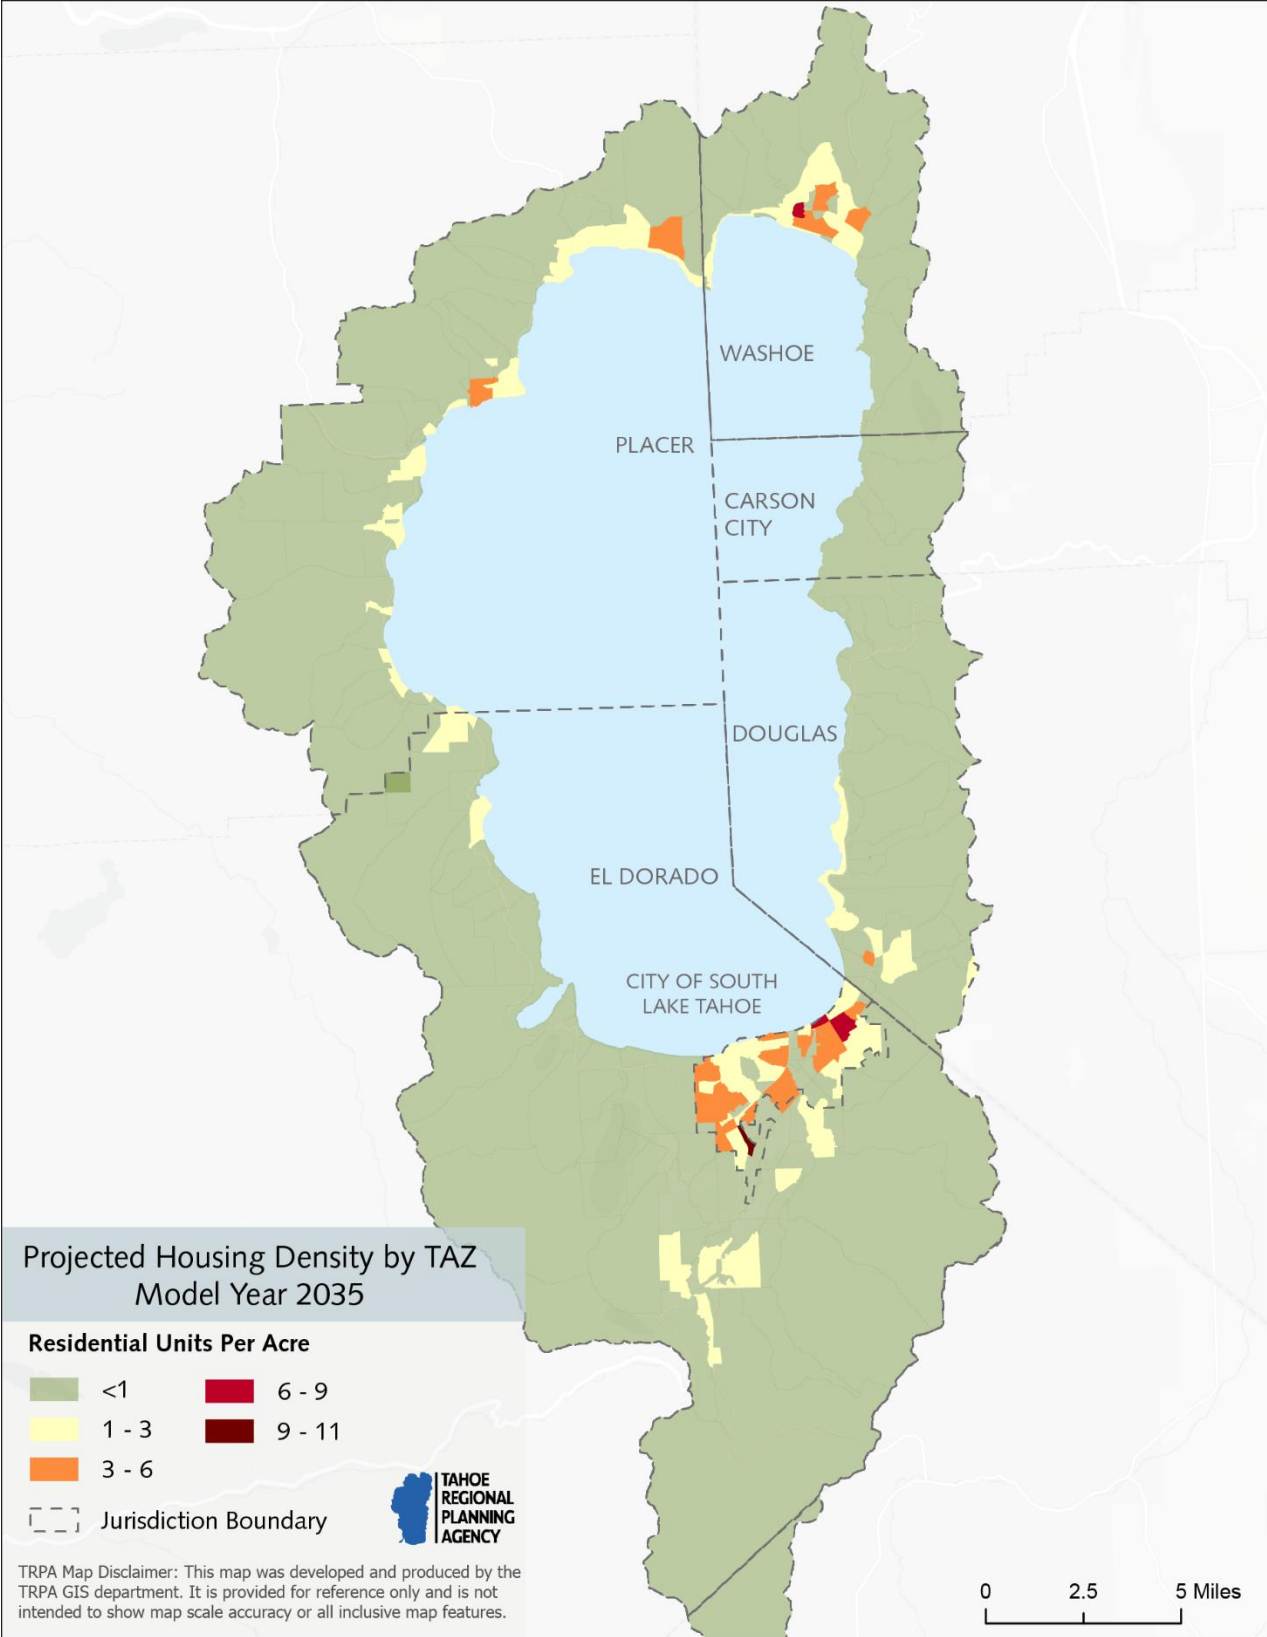 WASHOE
PLACER
CARSON
CITY
DOUGLAS
EL DORADO
CITY OF SOUTH
LAKE TAHOE
Projected Housing Density by TAZ
Model Year 2035
Residential Units Per Acre
<1
6 - 9
1 - 3
9 - 11
3 - 6
Jurisdiction Boundary
TAHOE
REGIONAL
PLANNING
AGENCY
TRPA Map Disclaimer: This map was developed and produced by the
TRPA GIS department. It is provided for reference only and is not
intended to show map scale accuracy or all inclusive map features.
0 2.5 5 Miles